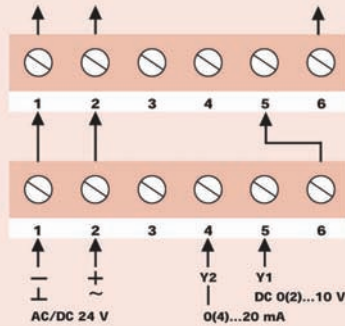 1 2 3 4 5 6
1 2 3 4 5 6
– + Y2 Y1
⊥ ~ | DC 0(2)...10 V
AC/DC 24 V 0(4)...20 mA